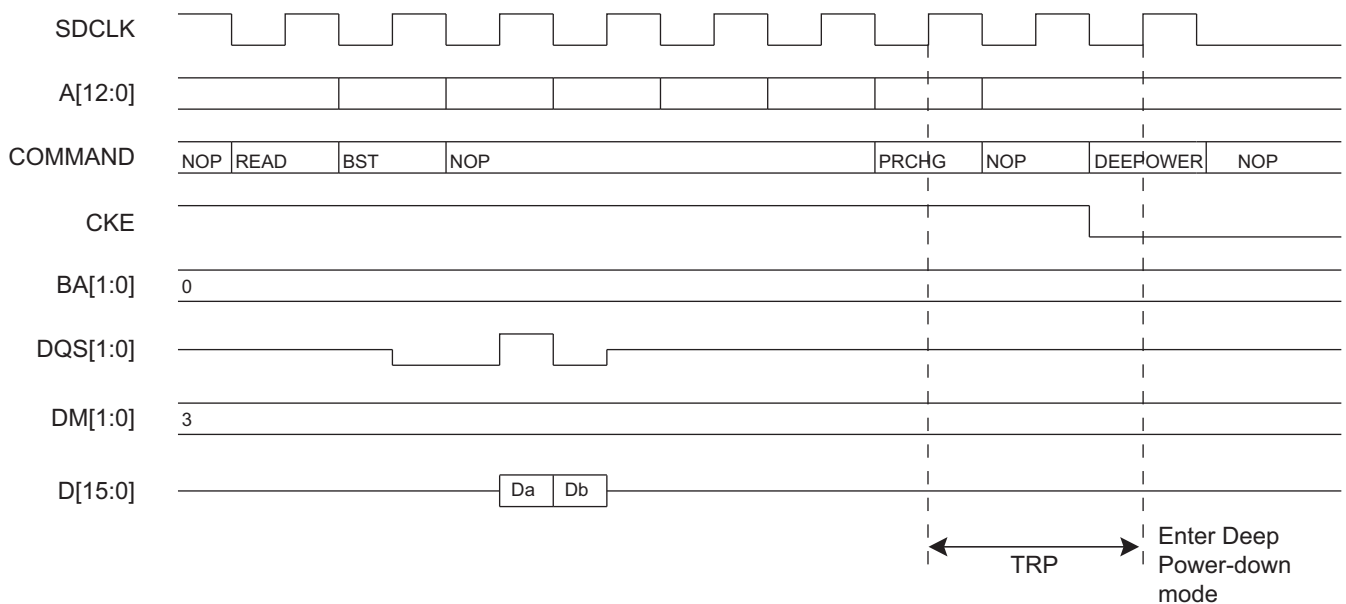 SDCLK
A[12:0]
COMMAND NOP READ BST NOP PRCHG NOP DEEPOWER NOP
CKE
BA[1:0] 0
DQS[1:0]
DM[1:0] 3
D[15:0] Da Db
TRP
Enter Deep
Power-down
mode